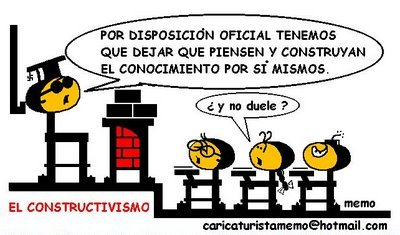 POR DISPOSICIÓN OFICIAL TENEMOS
QUE DEJAR QUE PIENSEN Y CONSTRUYAN
EL CONOCIMIENTO POR SÍ MISMOS.
¿ y no duele ?
EL CONSTRUCTIVISMO
memo
caricaturistamemo@hotmail.com